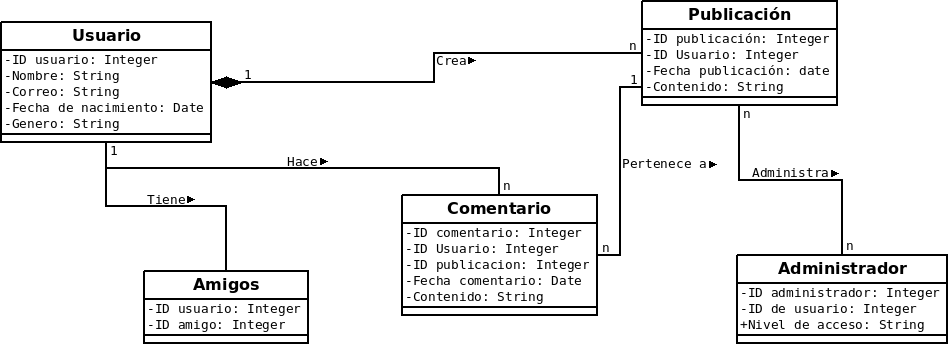 Usuario
-ID usuario: Integer
-Nombre: String
-Correo: String
-Fecha de nacimiento: Date
-Genero: String
Publicación
-ID publicación: Integer
-ID Usuario: Integer
-Fecha publicación: date
-Contenido: String
1
n
Crea
1
1
n
Hace
n
Pertenece a
n
Administra
n
Tiene
Comentario
-ID comentario: Integer
-ID Usuario: Integer
-ID publicacion: Integer
-Fecha comentario: Date
-Contenido: String
Amigos
-ID usuario: Integer
-ID amigo: Integer
Administrador
-ID administrador: Integer
-ID de usuario: Integer
+Nivel de acceso: String